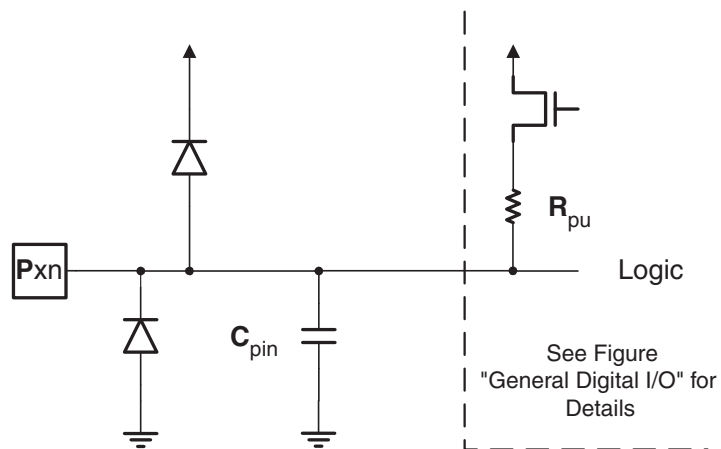 Rpu
Pxn
Logic
Cpin
See Figure
"General Digital I/O" for
Details